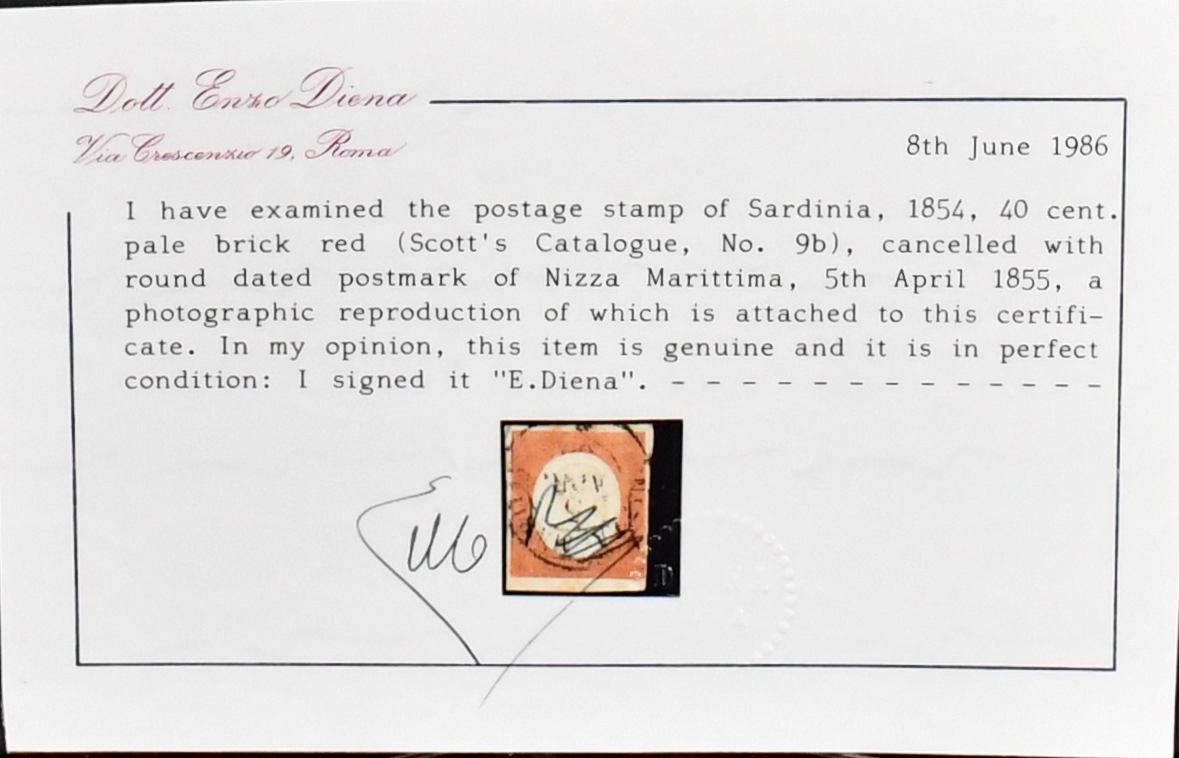 Dott. Enzo Diena
Via Crescenzio 19, Roma
8th June 1986
I have examined the postage stamp of Sardinia, 1854, 40 cent.
pale brick red (Scott's Catalogue, No. 9b), cancelled with
round dated postmark of Nizza Marittima, 5th April 1855, a
photographic reproduction of which is attached to this certifi-
cate. In my opinion, this item is genuine and it is in perfect
condition: I signed it "E.Diena". - - - - - - - - - - - - -